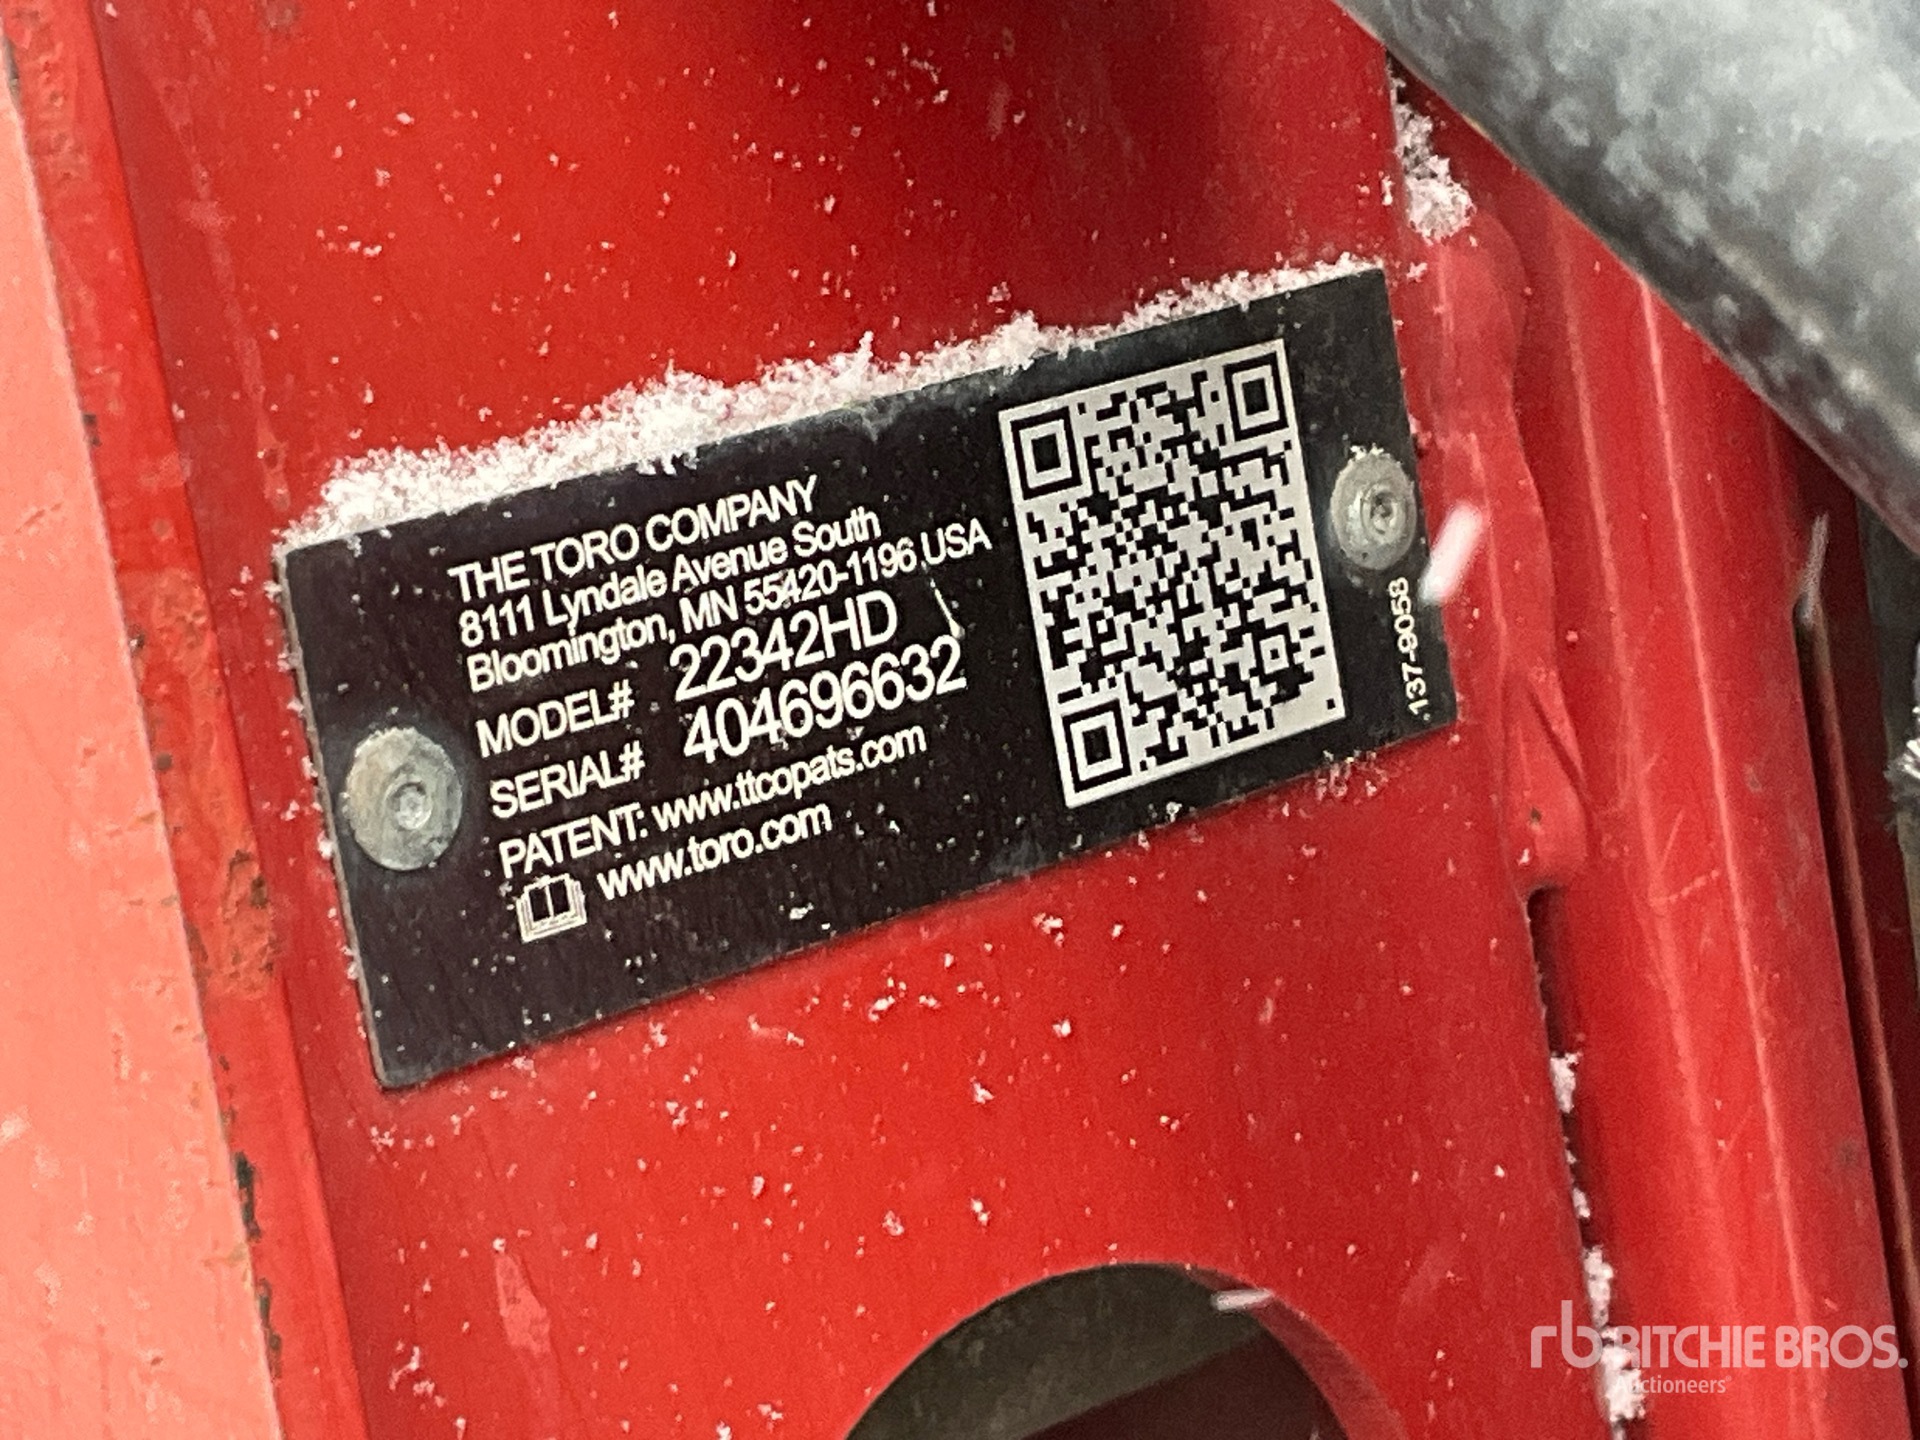 THE TORO COMPANY
8111 Lyndale Avenue South
Bloomington, MN 55420-1196 USA
MODEL# 22342HD
SERIAL# 404696632
PATENT: www.ttcopats.com
www.toro.com
137-9058
rb RITCHIE BROS.
Auctioneers